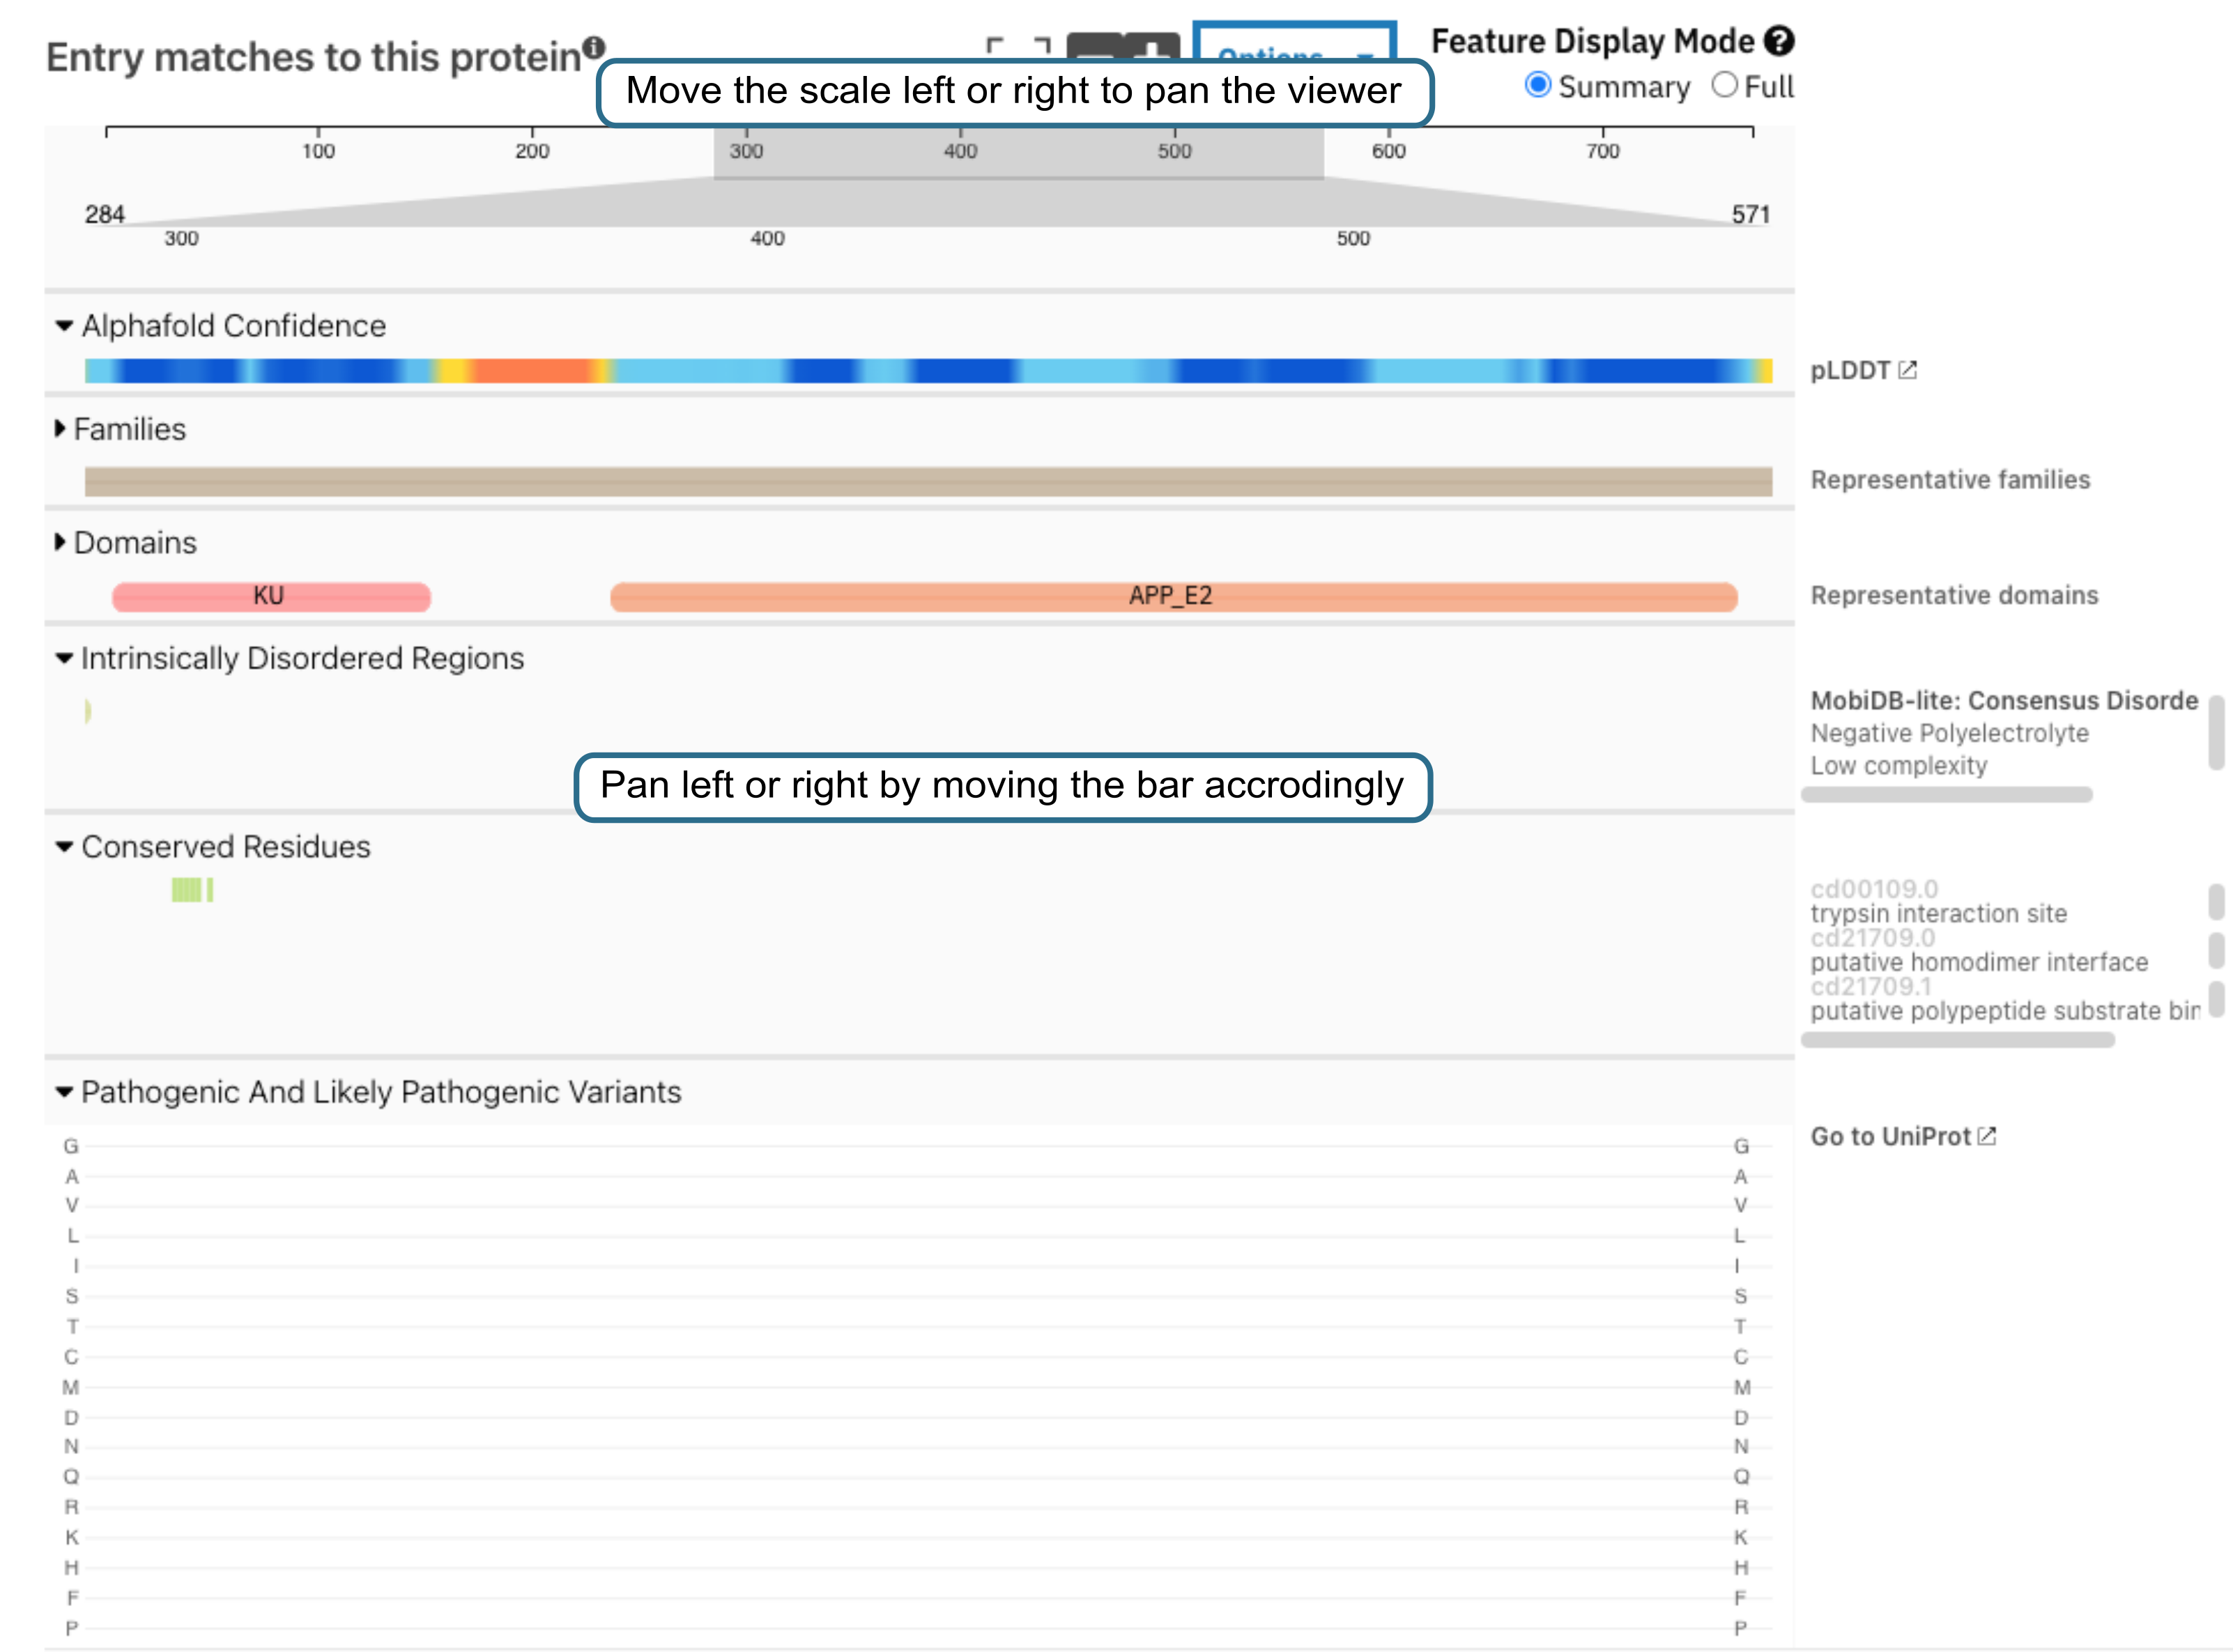 Entry matches to this protein
Options
Feature Display Mode
Summary Full
Move the scale left or right to pan the viewer
100 200 300 400 500 600 700
284 571
300 400 500
Alphafold Confidence
pLDDT
Families
Representative families
Domains
KU APP_E2
Representative domains
Intrinsically Disordered Regions
MobiDB-lite: Consensus Disorde
Negative Polyelectrolyte
Low complexity
Pan left or right by moving the bar accrodingly
Conserved Residues
cd00109.0
trypsin interaction site
cd21709.0
putative homodimer interface
cd21709.1
putative polypeptide substrate bin
Pathogenic And Likely Pathogenic Variants
Go to UniProt
G G
A A
V V
L L
I I
S S
T T
C C
M M
D D
N N
Q Q
R R
K K
H H
F F
P P